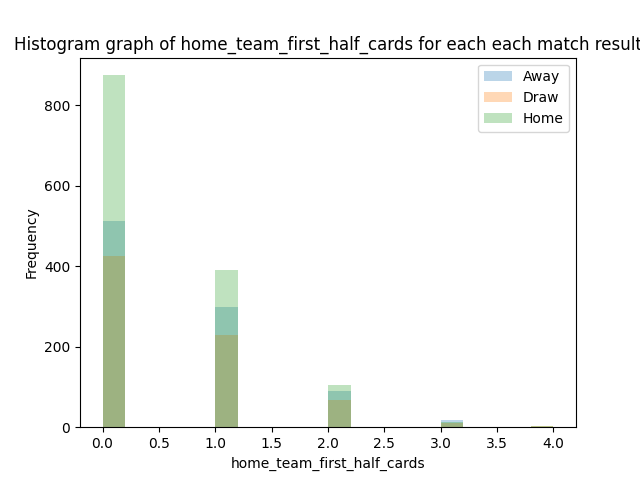 Histogram graph of home_team_first_half_cards for each each match result
Away
Draw
Home
Frequency
800
600
400
200
0
0.0 0.5 1.0 1.5 2.0 2.5 3.0 3.5 4.0
home_team_first_half_cards